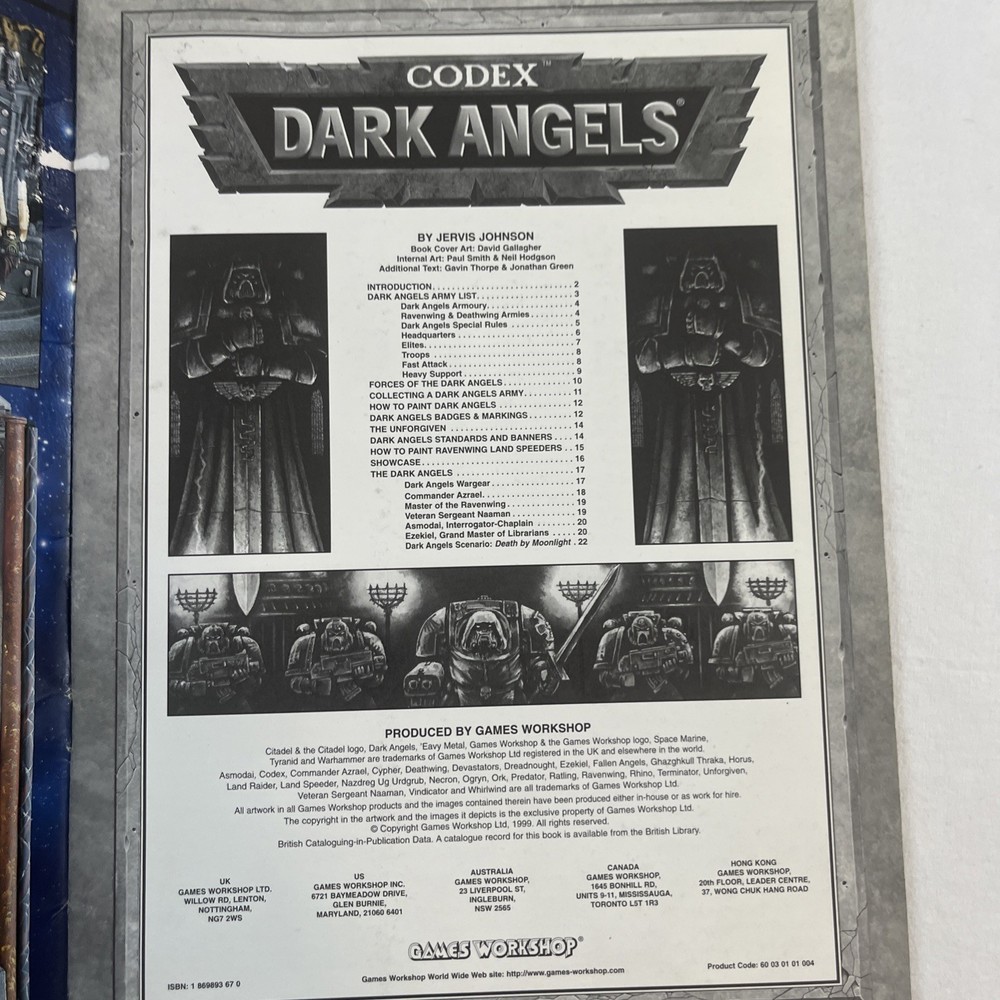 CODEX™
DARK ANGELS®
BY JERVIS JOHNSON
Book Cover Art: David Gallagher
Internal Art: Paul Smith & Neil Hodgson
Additional Text: Gavin Thorpe & Jonathan Green
INTRODUCTION. . . . . . . . . . . . . . . . . . . . . . . . . . . . 2
DARK ANGELS ARMY LIST. . . . . . . . . . . . . . . . . . . . 3
Dark Angels Armoury. . . . . . . . . . . . . . . . . . 4
Ravenwing & Deathwing Armies . . . . . . . . . 4
Dark Angels Special Rules . . . . . . . . . . . . . 5
Headquarters . . . . . . . . . . . . . . . . . . . . . . . . 6
Elites. . . . . . . . . . . . . . . . . . . . . . . . . . . . . . . 7
Troops . . . . . . . . . . . . . . . . . . . . . . . . . . . . . 8
Fast Attack . . . . . . . . . . . . . . . . . . . . . . . . . . 8
Heavy Support . . . . . . . . . . . . . . . . . . . . . . . 9
FORCES OF THE DARK ANGELS. . . . . . . . . . . . . . 10
COLLECTING A DARK ANGELS ARMY. . . . . . . . . . 11
HOW TO PAINT DARK ANGELS . . . . . . . . . . . . . . . 12
DARK ANGELS BADGES & MARKINGS. . . . . . . . . 12
THE UNFORGIVEN . . . . . . . . . . . . . . . . . . . . . . . . 14
DARK ANGELS STANDARDS AND BANNERS . . . . 14
HOW TO PAINT RAVENWING LAND SPEEDERS . . 15
SHOWCASE. . . . . . . . . . . . . . . . . . . . . . . . . . . . . 16
THE DARK ANGELS . . . . . . . . . . . . . . . . . . . . . . . 17
Dark Angels Wargear . . . . . . . . . . . . . . . . . 17
Commander Azrael. . . . . . . . . . . . . . . . . . . 18
Master of the Ravenwing . . . . . . . . . . . . . . 19
Veteran Sergeant Naaman . . . . . . . . . . . . . 19
Asmodai, Interrogator-Chaplain . . . . . . . . 20
Ezekiel, Grand Master of Librarians . . . . . 20
Dark Angels Scenario: Death by Moonlight . 22
PRODUCED BY GAMES WORKSHOP
Citadel & the Citadel logo, Dark Angels, 'Eavy Metal, Games Workshop & the Games Workshop logo, Space Marine,
Tyranid and Warhammer are trademarks of Games Workshop Ltd registered in the UK and elsewhere in the world.
Asmodai, Codex, Commander Azrael, Cypher, Deathwing, Devastators, Dreadnought, Ezekiel, Fallen Angels, Ghazghkull Thraka, Horus,
Land Raider, Land Speeder, Nazdreg Ug Urdgrub, Necron, Ogryn, Ork, Predator, Ratling, Ravenwing, Rhino, Terminator, Unforgiven,
Veteran Sergeant Naaman, Vindicator and Whirlwind are all trademarks of Games Workshop Ltd.
All artwork in all Games Workshop products and the images contained therein have been produced either in-house or as work for hire.
The copyright in the artwork and the images it depicts is the exclusive property of Games Workshop Ltd.
© Copyright Games Workshop Ltd, 1999. All rights reserved.
British Cataloguing-in-Publication Data. A catalogue record for this book is available from the British Library.
UK
GAMES WORKSHOP LTD.
WILLOW RD, LENTON,
NOTTINGHAM,
NG7 2WS
US
GAMES WORKSHOP INC.
6721 BAYMEADOW DRIVE,
GLEN BURNIE,
MARYLAND, 21060 6401
AUSTRALIA
GAMES WORKSHOP,
23 LIVERPOOL ST,
INGLEBURN,
NSW 2565
CANADA
GAMES WORKSHOP,
1645 BONHILL RD,
UNITS 9-11, MISSISSAUGA,
TORONTO L5T 1R3
HONG KONG
GAMES WORKSHOP,
20th FLOOR, LEADER CENTRE,
37, WONG CHUK HANG ROAD
GAMES WORKSHOP®
ISBN: 1 869893 67 0
Games Workshop World Wide Web site: http://www.games-workshop.com
Product Code: 60 03 01 01 004